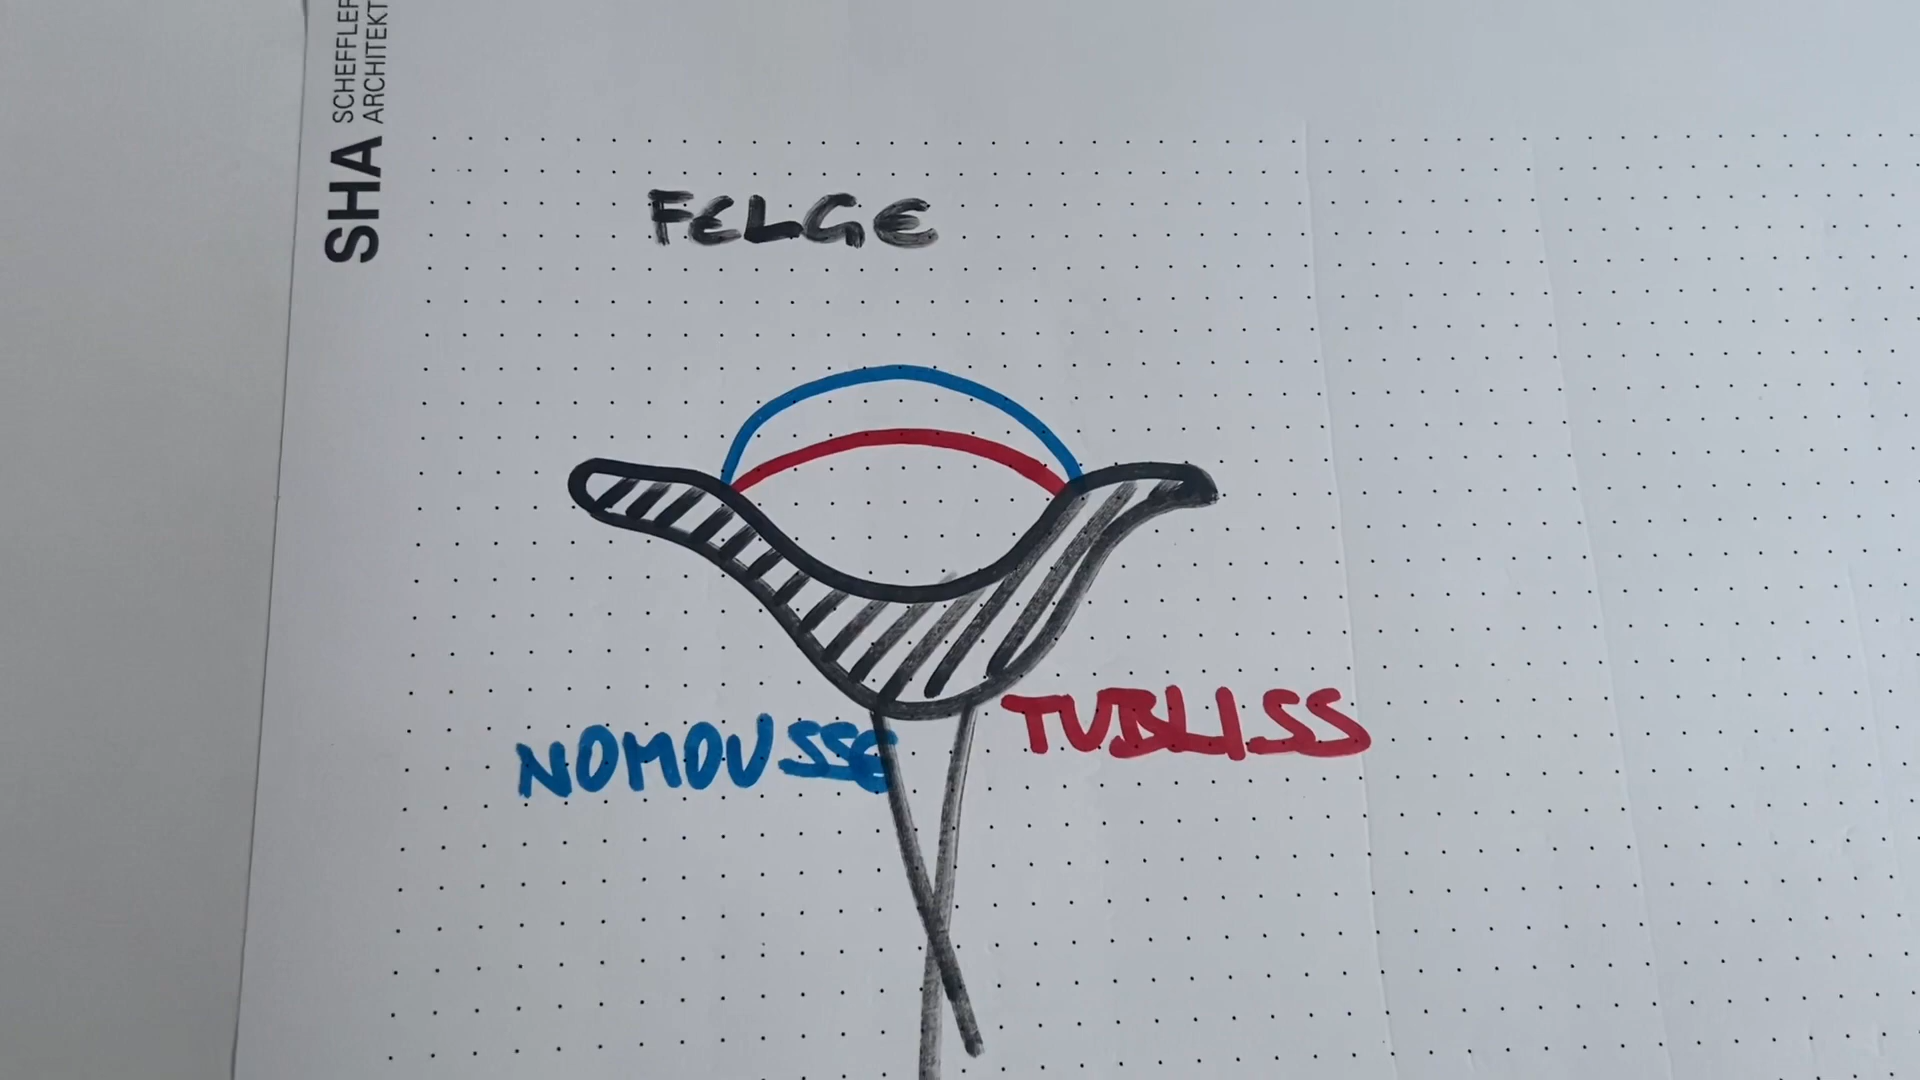 SHA
SCHEFFLER
ARCHITEKT
FELGE
NOMOUSSE
TUBLISS